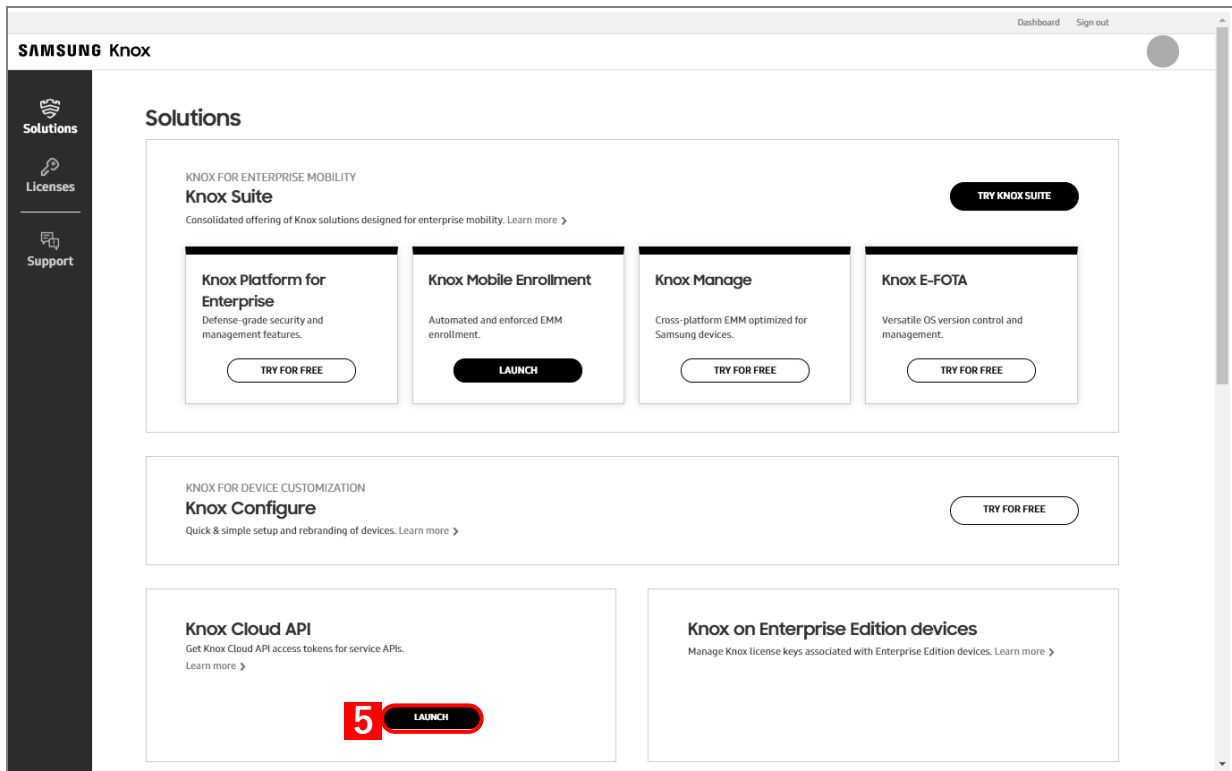 Dashboard Sign out
SAMSUNG Knox
Solutions
Licenses
Support
Solutions
KNOX FOR ENTERPRISE MOBILITY
Knox Suite
Consolidated offering of Knox solutions designed for enterprise mobility. Learn more >
TRY KNOX SUITE
Knox Platform for
Enterprise
Defense-grade security and
management features.
TRY FOR FREE
Knox Mobile Enrollment
Automated and enforced EMM
enrollment.
LAUNCH
Knox Manage
Cross-platform EMM optimized for
Samsung devices.
TRY FOR FREE
Knox E-FOTA
Versatile OS version control and
management.
TRY FOR FREE
KNOX FOR DEVICE CUSTOMIZATION
Knox Configure
Quick & simple setup and rebranding of devices. Learn more >
TRY FOR FREE
Knox Cloud API
Get Knox Cloud API access tokens for service APIs.
Learn more >
5 LAUNCH
Knox on Enterprise Edition devices
Manage Knox license keys associated with Enterprise Edition devices. Learn more >